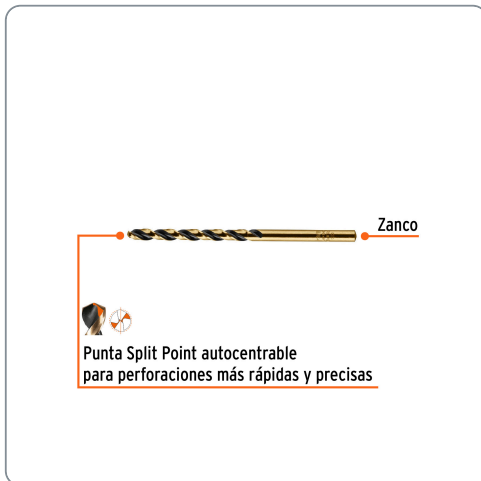 Zanco
Punta Split Point autocentrable
para perforaciones más rápidas y precisas